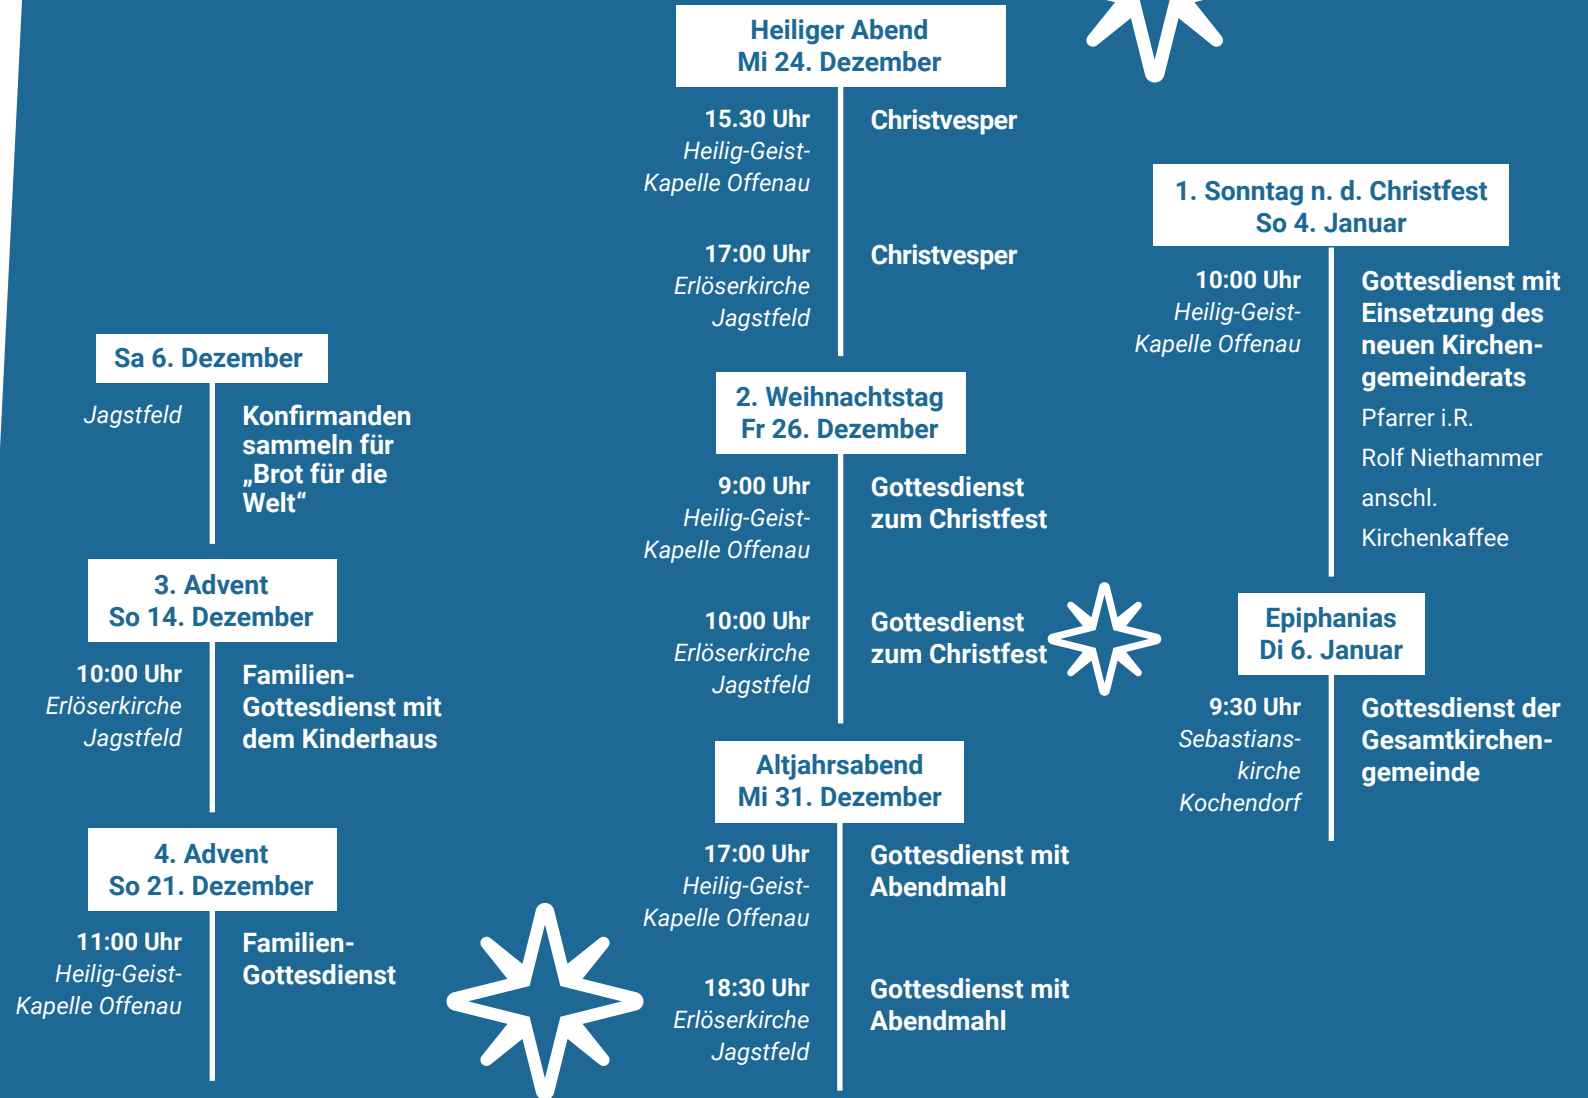 Sa 6. Dezember
Jagstfeld
Konfirmanden
sammeln für
„Brot für die
Welt“
3. Advent
So 14. Dezember
10:00 Uhr
Erlöserkirche
Jagstfeld
Familien-
Gottesdienst mit
dem Kinderhaus
4. Advent
So 21. Dezember
11:00 Uhr
Heilig-Geist-
Kapelle Offenau
Familien-
Gottesdienst
Heiliger Abend
Mi 24. Dezember
15.30 Uhr
Heilig-Geist-
Kapelle Offenau
Christvesper
17:00 Uhr
Erlöserkirche
Jagstfeld
Christvesper
2. Weihnachtstag
Fr 26. Dezember
9:00 Uhr
Heilig-Geist-
Kapelle Offenau
Gottesdienst
zum Christfest
10:00 Uhr
Erlöserkirche
Jagstfeld
Gottesdienst
zum Christfest
Altjahrsabend
Mi 31. Dezember
17:00 Uhr
Heilig-Geist-
Kapelle Offenau
Gottesdienst mit
Abendmahl
18:30 Uhr
Erlöserkirche
Jagstfeld
Gottesdienst mit
Abendmahl
1. Sonntag n. d. Christfest
So 4. Januar
10:00 Uhr
Heilig-Geist-
Kapelle Offenau
Gottesdienst mit
Einsetzung des
neuen Kirchen-
gemeinderats
Pfarrer i.R.
Rolf Niethammer
anschl.
Kirchenkaffee
Epiphanias
Di 6. Januar
9:30 Uhr
Sebastians-
kirche
Kochendorf
Gottesdienst der
Gesamtkirchen-
gemeinde